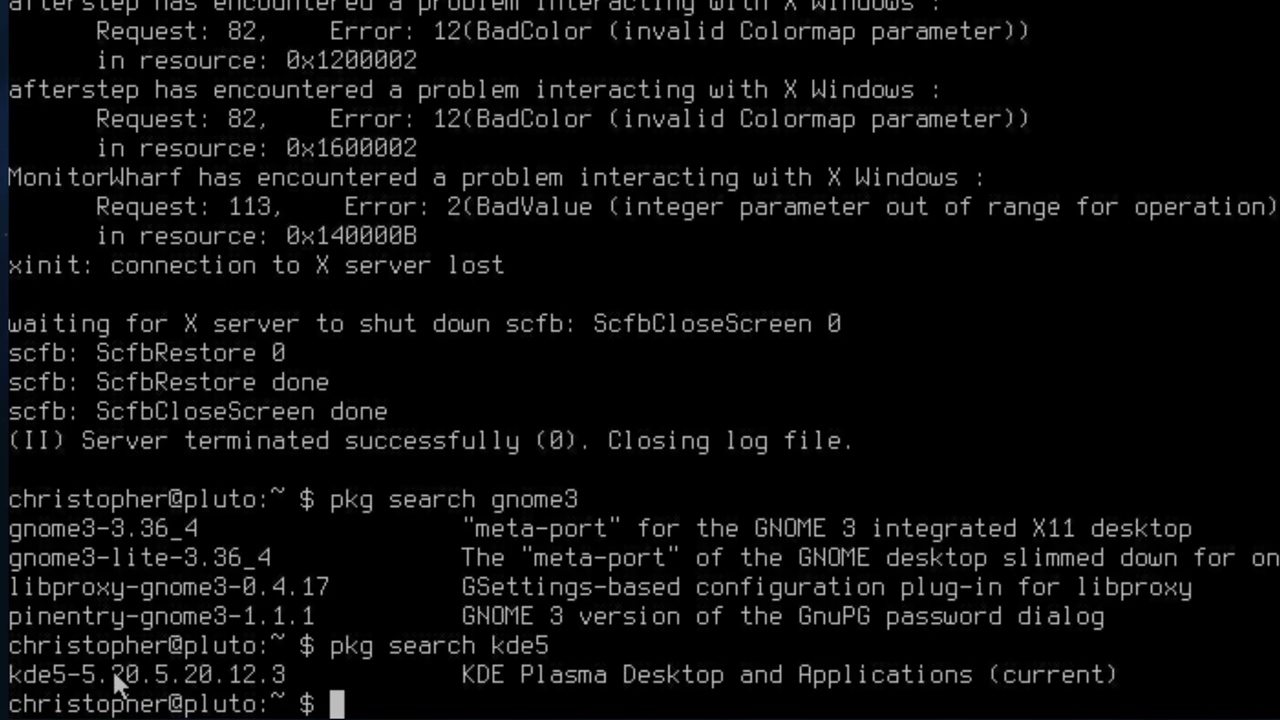 afterstep has encountered a problem interacting with X Windows :
Request: 82, Error: 12(BadColor (invalid Colormap parameter))
in resource: 0x1200002
afterstep has encountered a problem interacting with X Windows :
Request: 82, Error: 12(BadColor (invalid Colormap parameter))
in resource: 0x1600002
MonitorWharf has encountered a problem interacting with X Windows :
Request: 113, Error: 2(BadValue (integer parameter out of range for operation)
in resource: 0x140000B
xinit: connection to X server lost
waiting for X server to shut down scfb: ScfbCloseScreen 0
scfb: ScfbRestore 0
scfb: ScfbRestore done
scfb: ScfbCloseScreen done
(II) Server terminated successfully (0). Closing log file.
christopher@pluto:~ $ pkg search gnome3
gnome3-3.36_4 "meta-port" for the GNOME 3 integrated X11 desktop
gnome3-lite-3.36_4 The "meta-port" of the GNOME desktop slimmed down for on
libproxy-gnome3-0.4.17 GSettings-based configuration plug-in for libproxy
pinentry-gnome3-1.1.1 GNOME 3 version of the GnuPG password dialog
christopher@pluto:~ $ pkg search kde5
kde5-5.20.5.20.12.3 KDE Plasma Desktop and Applications (current)
christopher@pluto:~ $